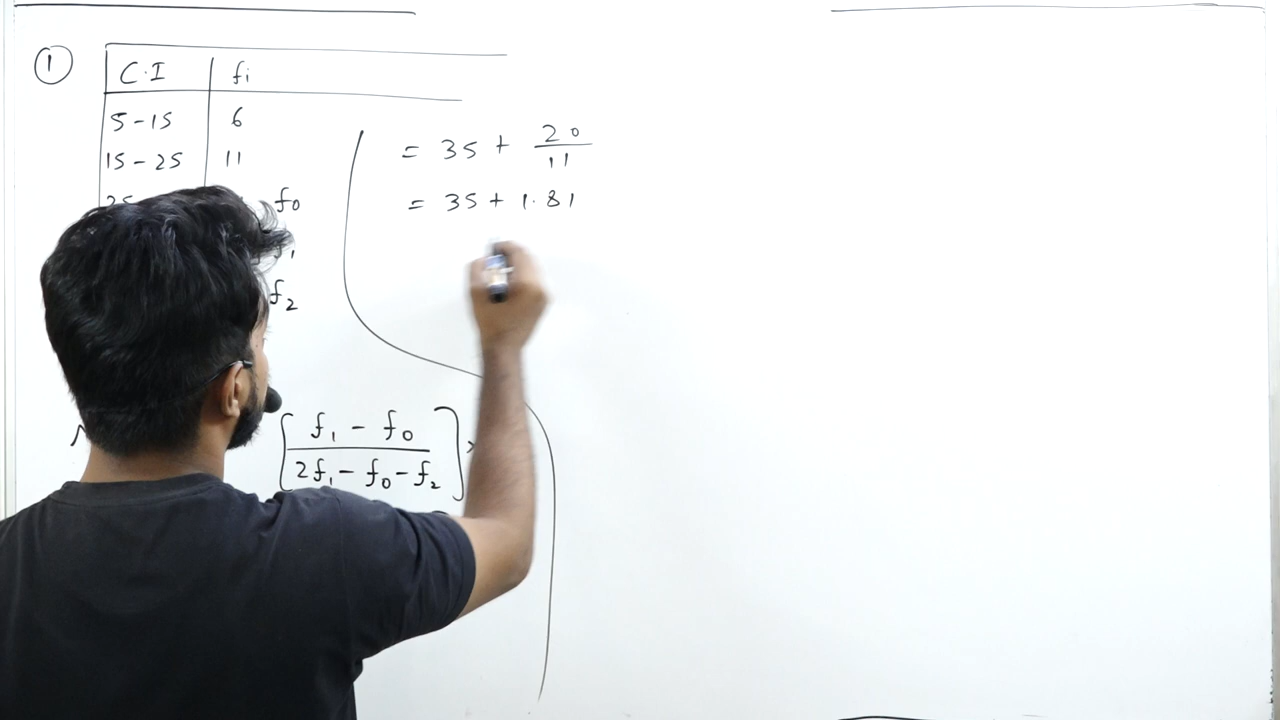 ①
C.I fi
5-15 6
15-25 11
f₀
f₂
= 35 + 20/11
= 35 + 1.81
[f₁ - f₀ / 2f₁ - f₀ - f₂]